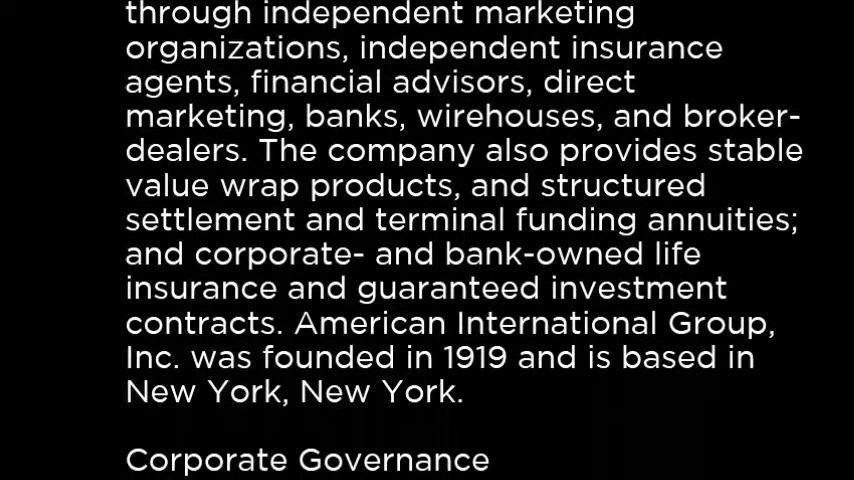 through independent marketing
organizations, independent insurance
agents, financial advisors, direct
marketing, banks, wirehouses, and broker-
dealers. The company also provides stable
value wrap products, and structured
settlement and terminal funding annuities;
and corporate- and bank-owned life
insurance and guaranteed investment
contracts. American International Group,
Inc. was founded in 1919 and is based in
New York, New York.
Corporate Governance